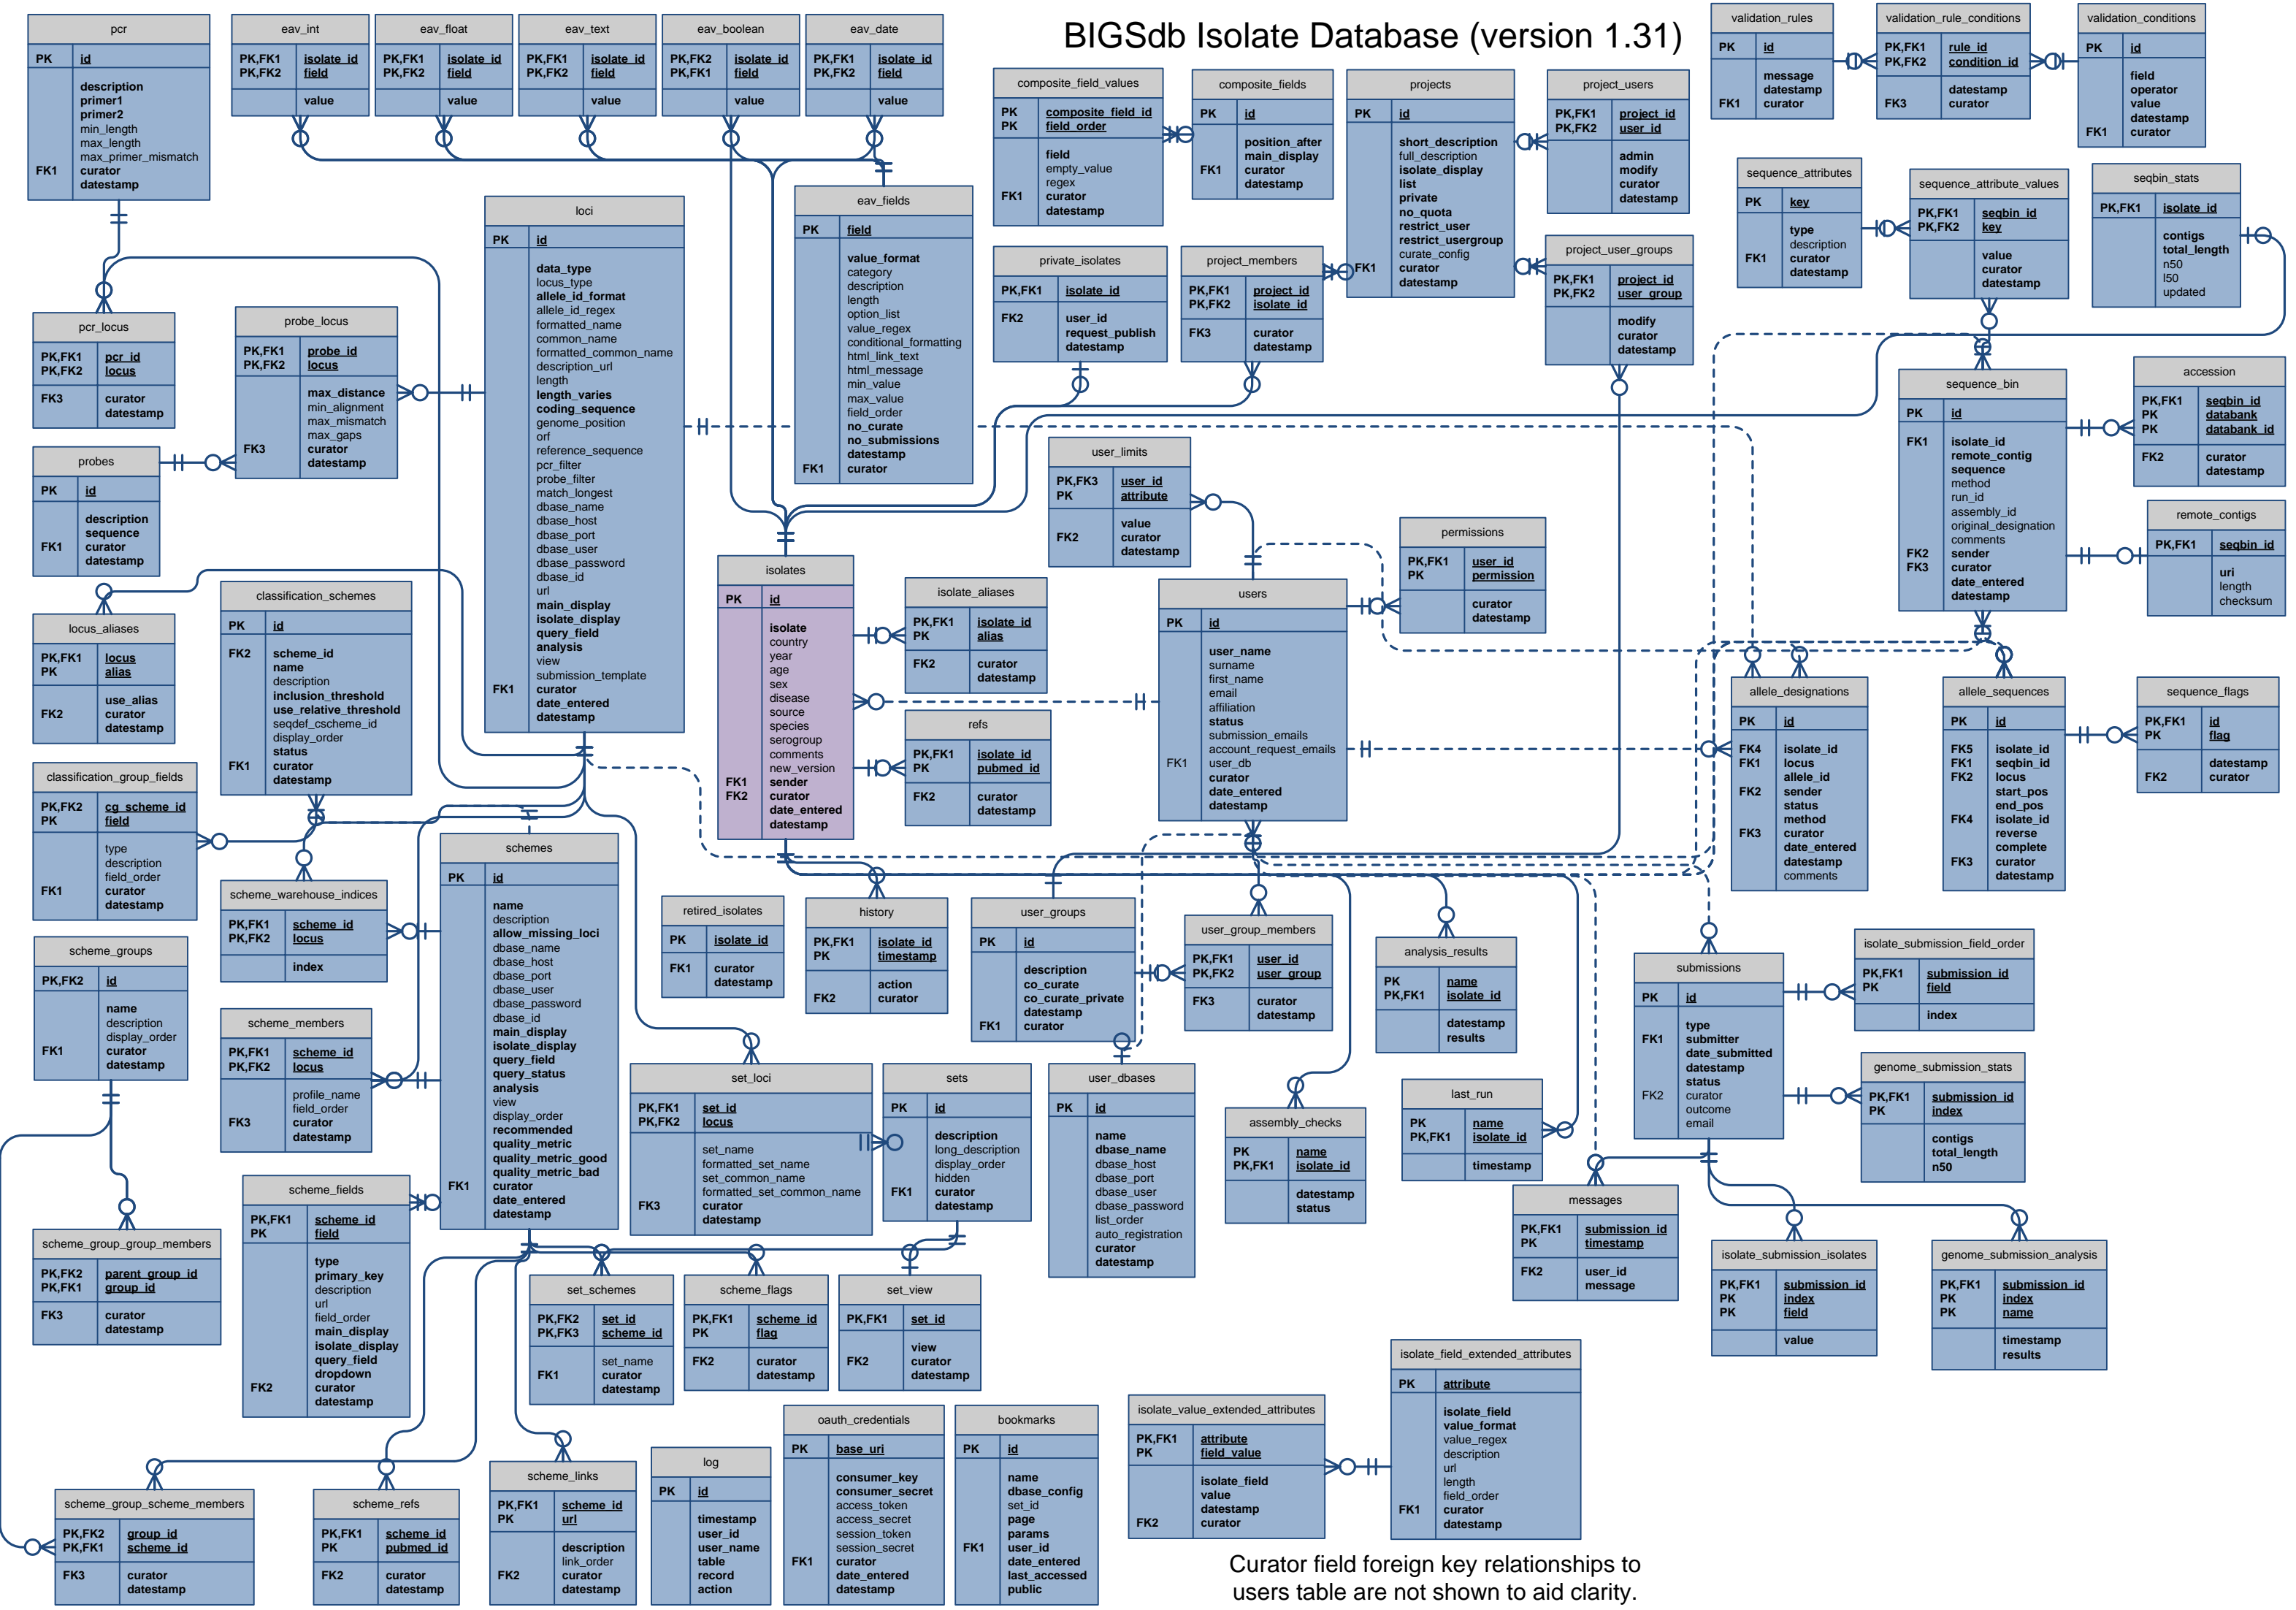 BIGSdb Isolate Database (version 1.31)
pcr
PK id
description
primer1
primer2
min_length
max_length
max_primer_mismatch
FK1 curator
datestamp
eav_int
PK,FK1 isolate_id
PK,FK2 field
value
eav_float
PK,FK1 isolate_id
PK,FK2 field
value
eav_text
PK,FK1 isolate_id
PK,FK2 field
value
eav_boolean
PK,FK2 isolate_id
PK,FK1 field
value
eav_date
PK,FK1 isolate_id
PK,FK2 field
value
composite_field_values
PK composite_field_id
PK field_order
field
empty_value
regex
FK1 curator
datestamp
composite_fields
PK id
position_after
main_display
FK1 curator
datestamp
projects
PK id
short_description
full_description
isolate_display
list
private
no_quota
restrict_user
restrict_usergroup
curate_config
FK1 curator
datestamp
project_users
PK,FK1 project_id
PK,FK2 user_id
admin
modify
curator
datestamp
validation_rules
PK id
message
datestamp
FK1 curator
validation_rule_conditions
PK,FK1 rule_id
PK,FK2 condition_id
datestamp
FK3 curator
validation_conditions
PK id
field
operator
value
datestamp
FK1 curator
sequence_attributes
PK key
type
description
FK1 curator
datestamp
sequence_attribute_values
PK,FK1 seqbin_id
PK,FK2 key
value
curator
datestamp
seqbin_stats
PK,FK1 isolate_id
contigs
total_length
n50
l50
updated
loci
PK id
data_type
locus_type
allele_id_format
allele_id_regex
formatted_name
common_name
formatted_common_name
description_url
length
length_varies
coding_sequence
genome_position
orf
reference_sequence
pcr_filter
probe_filter
match_longest
dbase_name
dbase_host
dbase_port
dbase_user
dbase_password
dbase_id
url
main_display
isolate_display
query_field
analysis
view
submission_template
FK1 curator
date_entered
datestamp
eav_fields
PK field
value_format
category
description
length
option_list
value_regex
conditional_formatting
html_link_text
html_message
min_value
max_value
field_order
no_curate
no_submissions
datestamp
FK1 curator
private_isolates
PK,FK1 isolate_id
FK2 user_id
request_publish
datestamp
project_members
PK,FK1 project_id
PK,FK2 isolate_id
FK3 curator
datestamp
project_user_groups
PK,FK1 project_id
PK,FK2 user_group
modify
curator
datestamp
pcr_locus
PK,FK1 pcr_id
PK,FK2 locus
FK3 curator
datestamp
probe_locus
PK,FK1 probe_id
PK,FK2 locus
max_distance
min_alignment
max_mismatch
max_gaps
FK3 curator
datestamp
probes
PK id
description
sequence
FK1 curator
datestamp
sequence_bin
PK id
FK1 isolate_id
remote_contig
sequence
method
run_id
assembly_id
original_designation
comments
FK2 sender
FK3 curator
date_entered
datestamp
accession
PK,FK1 seqbin_id
PK databank
PK databank_id
FK2 curator
datestamp
remote_contigs
PK,FK1 seqbin_id
uri
length
checksum
user_limits
PK,FK3 user_id
PK attribute
value
FK2 curator
datestamp
permissions
PK,FK1 user_id
PK permission
curator
datestamp
isolates
PK id
isolate
country
year
age
sex
disease
source
species
serogroup
comments
new_version
FK1 sender
FK2 curator
date_entered
datestamp
isolate_aliases
PK,FK1 isolate_id
PK alias
FK2 curator
datestamp
refs
PK,FK1 isolate_id
PK pubmed_id
FK2 curator
datestamp
users
PK id
user_name
surname
first_name
email
affiliation
status
submission_emails
account_request_emails
FK1 user_db
curator
date_entered
datestamp
classification_schemes
PK id
FK2 scheme_id
name
description
inclusion_threshold
use_relative_threshold
seqdef_cscheme_id
display_order
status
FK1 curator
datestamp
locus_aliases
PK,FK1 locus
PK alias
use_alias
FK2 curator
datestamp
classification_group_fields
PK,FK2 cg_scheme_id
PK field
type
description
field_order
FK1 curator
datestamp
allele_designations
PK id
FK4 isolate_id
FK1 locus
allele_id
FK2 sender
status
method
FK3 curator
date_entered
datestamp
comments
allele_sequences
PK id
FK5 isolate_id
FK1 seqbin_id
FK2 locus
start_pos
end_pos
FK4 isolate_id
reverse
complete
FK3 curator
datestamp
sequence_flags
PK,FK1 id
PK flag
datestamp
FK2 curator
schemes
PK id
name
description
allow_missing_loci
dbase_name
dbase_host
dbase_port
dbase_user
dbase_password
dbase_id
main_display
isolate_display
query_field
query_status
analysis
view
display_order
recommended
quality_metric
quality_metric_good
quality_metric_bad
FK1 curator
date_entered
datestamp
scheme_warehouse_indices
PK,FK1 scheme_id
PK,FK2 locus
index
scheme_groups
PK,FK2 id
name
description
display_order
FK1 curator
datestamp
scheme_members
PK,FK1 scheme_id
PK,FK2 locus
profile_name
field_order
FK3 curator
datestamp
retired_isolates
PK isolate_id
FK1 curator
datestamp
history
PK,FK1 isolate_id
PK timestamp
action
FK2 curator
user_groups
PK id
description
co_curate
co_curate_private
datestamp
FK1 curator
user_group_members
PK,FK1 user_id
PK,FK2 user_group
FK3 curator
datestamp
analysis_results
PK name
PK,FK1 isolate_id
datestamp
results
submissions
PK id
type
FK1 submitter
date_submitted
datestamp
status
FK2 curator
outcome
email
isolate_submission_field_order
PK,FK1 submission_id
PK field
index
genome_submission_stats
PK,FK1 submission_id
PK index
contigs
total_length
n50
set_loci
PK,FK1 set_id
PK,FK2 locus
set_name
formatted_set_name
set_common_name
formatted_set_common_name
FK3 curator
datestamp
sets
PK id
description
long_description
display_order
hidden
FK1 curator
datestamp
user_dbases
PK id
name
dbase_name
dbase_host
dbase_port
dbase_user
dbase_password
list_order
auto_registration
curator
datestamp
assembly_checks
PK name
PK,FK1 isolate_id
datestamp
status
last_run
PK name
PK,FK1 isolate_id
timestamp
messages
PK,FK1 submission_id
PK timestamp
FK2 user_id
message
scheme_fields
PK,FK1 scheme_id
PK field
type
primary_key
description
url
field_order
main_display
isolate_display
query_field
dropdown
FK2 curator
datestamp
scheme_group_group_members
PK,FK2 parent_group_id
PK,FK1 group_id
FK3 curator
datestamp
set_schemes
PK,FK2 set_id
PK,FK3 scheme_id
set_name
FK1 curator
datestamp
scheme_flags
PK,FK1 scheme_id
PK flag
FK2 curator
datestamp
set_view
PK,FK1 set_id
view
FK2 curator
datestamp
isolate_submission_isolates
PK,FK1 submission_id
PK index
PK field
value
genome_submission_analysis
PK,FK1 submission_id
PK index
PK name
timestamp
results
scheme_group_scheme_members
PK,FK2 group_id
PK,FK1 scheme_id
FK3 curator
datestamp
scheme_refs
PK,FK1 scheme_id
PK pubmed_id
FK2 curator
datestamp
scheme_links
PK,FK1 scheme_id
PK url
description
link_order
FK2 curator
datestamp
log
PK id
timestamp
user_id
user_name
table
record
action
oauth_credentials
PK base_uri
consumer_key
consumer_secret
access_token
access_secret
session_token
session_secret
FK1 curator
date_entered
datestamp
bookmarks
PK id
name
dbase_config
set_id
page
params
FK1 user_id
date_entered
last_accessed
public
isolate_value_extended_attributes
PK,FK1 attribute
PK field_value
isolate_field
value
datestamp
FK2 curator
isolate_field_extended_attributes
PK attribute
isolate_field
value_format
value_regex
description
url
length
field_order
FK1 curator
datestamp
Curator field foreign key relationships to
users table are not shown to aid clarity.